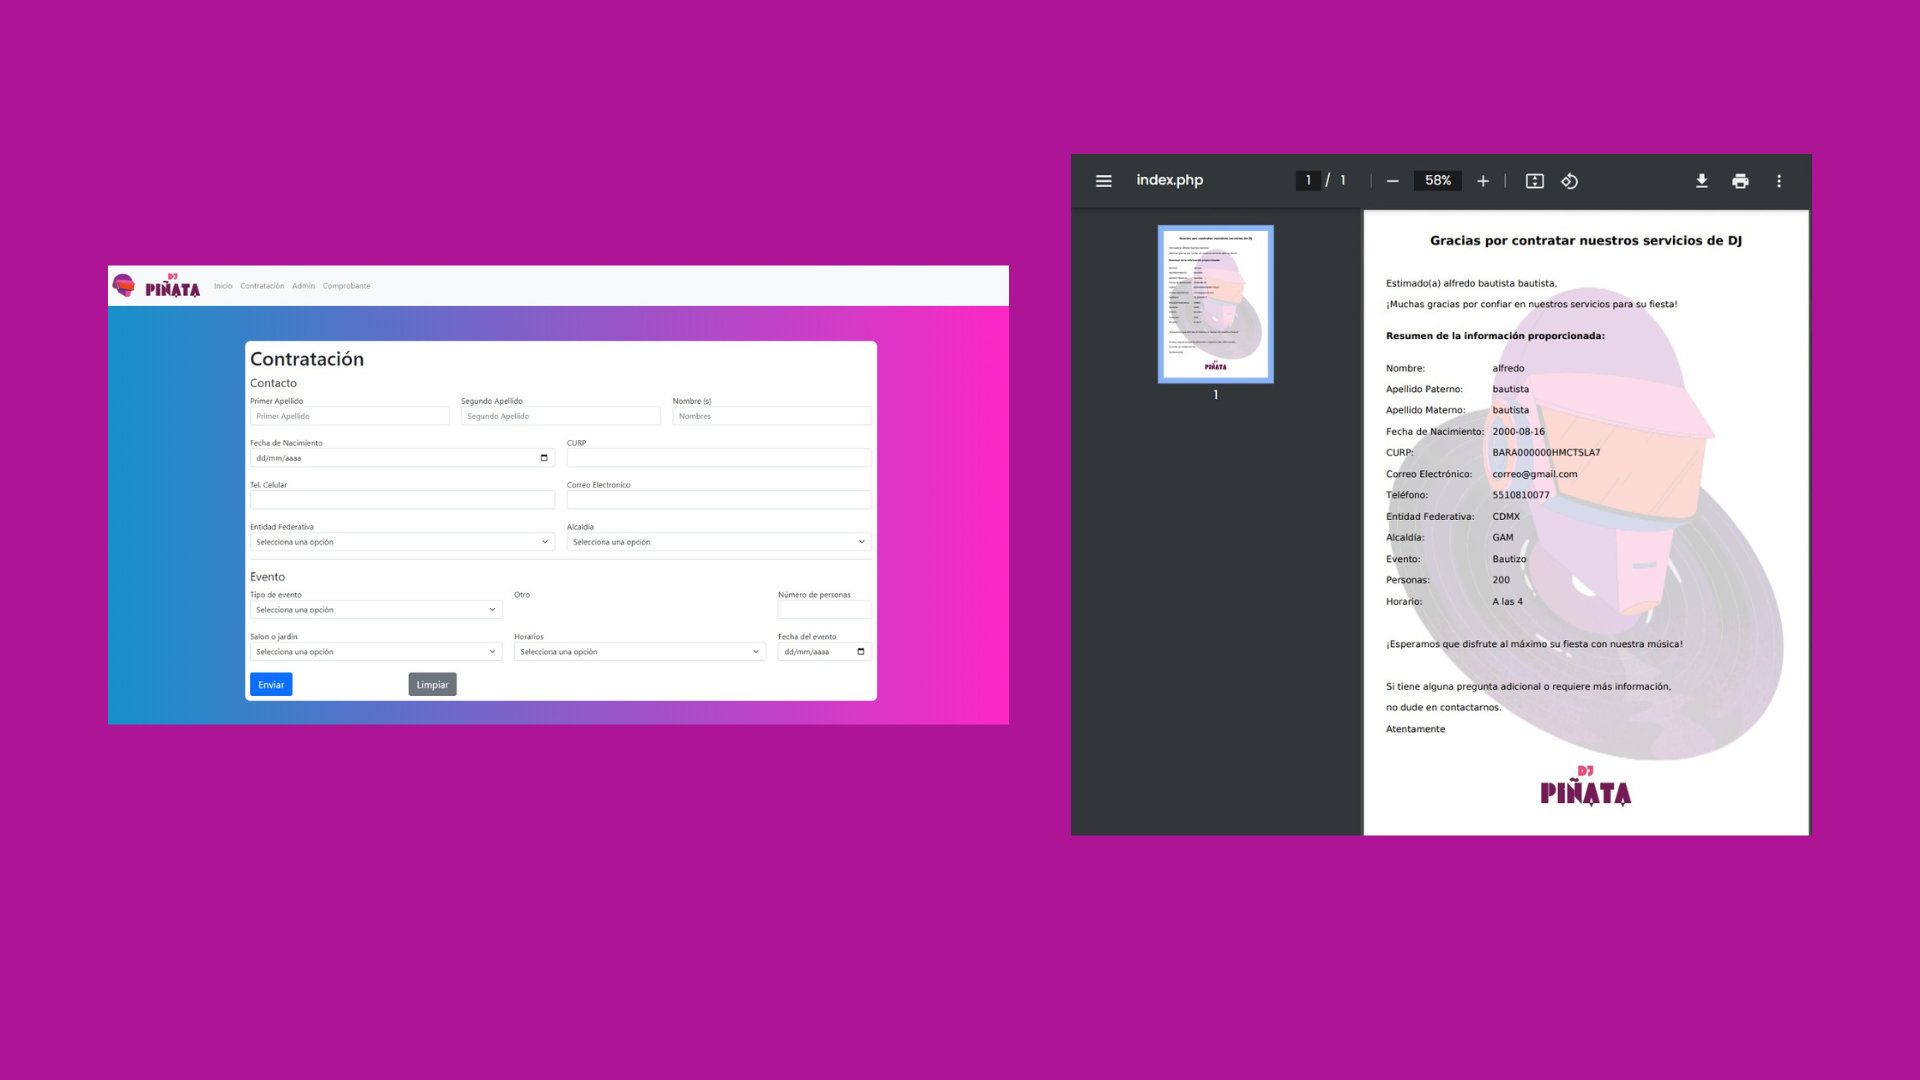 DJ
PIÑATA
Inicio Contratación Admin Comprobante
Contratación
Contacto
Primer Apellido Segundo Apellido Nombre (s)
Primer Apellido Segundo Apellido Nombres
Fecha de Nacimiento CURP
dd/mm/aaaa
Tel. Celular Correo Electronico
Entidad Federativa Alcaldia
Selecciona una opción Selecciona una opción
Evento
Tipo de evento Otro Número de personas
Selecciona una opción
Salon o jardin Horarios Fecha del evento
Selecciona una opción Selecciona una opción dd/mm/aaaa
Enviar Limpiar
index.php 1 / 1 58%
1
Gracias por contratar nuestros servicios de DJ
Estimado(a) alfredo bautista bautista,
¡Muchas gracias por confiar en nuestros servicios para su fiesta!
Resumen de la información proporcionada:
Nombre: alfredo
Apellido Paterno: bautista
Apellido Materno: bautista
Fecha de Nacimiento: 2000-08-16
CURP: BARA000000HMCTSLA7
Correo Electrónico: correo@gmail.com
Teléfono: 5510810077
Entidad Federativa: CDMX
Alcaldía: GAM
Evento: Bautizo
Personas: 200
Horario: A las 4
¡Esperamos que disfrute al máximo su fiesta con nuestra música!
Si tiene alguna pregunta adicional o requiere más información,
no dude en contactarnos.
Atentamente
DJ
PIÑATA